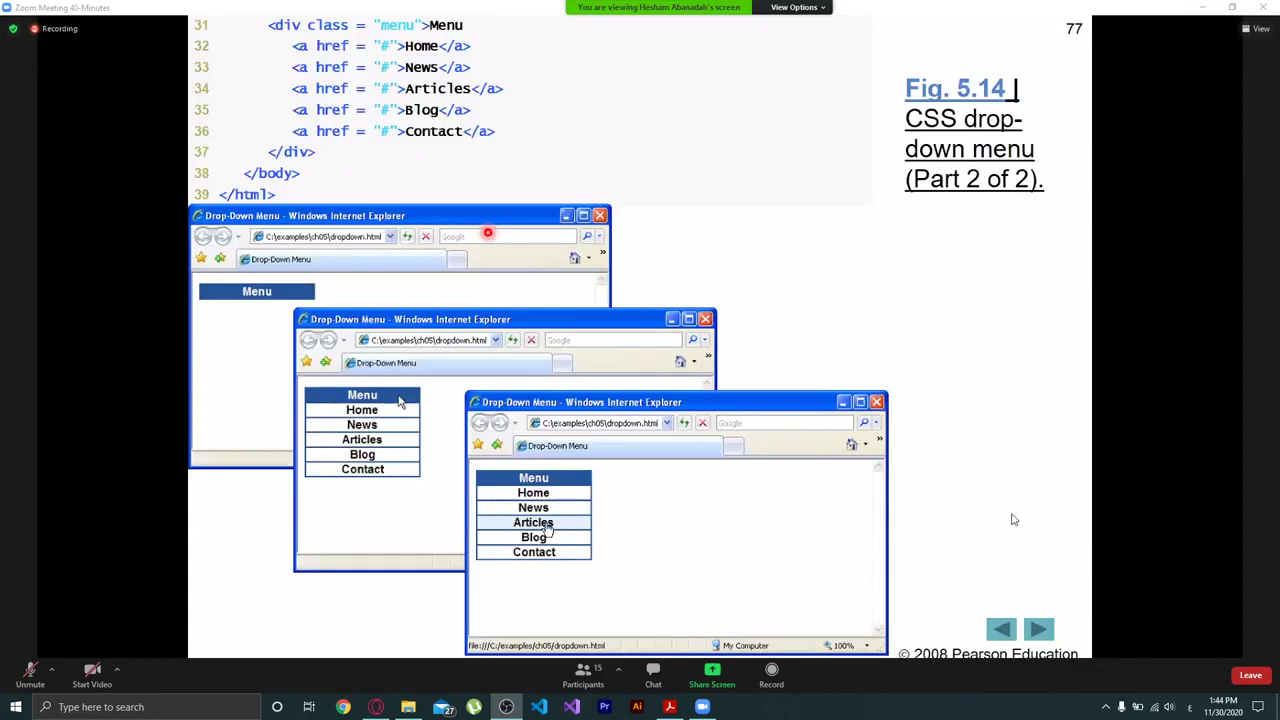 Zoom Meeting 40-Minutes
You are viewing Hesham Abanadah's screen
View Options
Recording
View
77
31 <div class = "menu">Menu
32 <a href = "#">Home</a>
33 <a href = "#">News</a>
34 <a href = "#">Articles</a>
35 <a href = "#">Blog</a>
36 <a href = "#">Contact</a>
37 </div>
38 </body>
39 </html>
Fig. 5.14 |
CSS drop-
down menu
(Part 2 of 2).
Drop-Down Menu - Windows Internet Explorer
C:\examples\ch05\dropdown.html
Google
Drop-Down Menu
Menu
Drop-Down Menu - Windows Internet Explorer
C:\examples\ch05\dropdown.html
Google
Drop-Down Menu
Menu
Home
News
Articles
Blog
Contact
Drop-Down Menu - Windows Internet Explorer
C:\examples\ch05\dropdown.html
Google
Drop-Down Menu
Menu
Home
News
Articles
Blog
Contact
file:///C:/examples/ch05/dropdown.html
My Computer
100%
© 2008 Pearson Education
Unmute
Start Video
15
Participants
Chat
Share Screen
Record
Leave
Type here to search
27
Pr
Ai
1:44 PM
11/30/2020